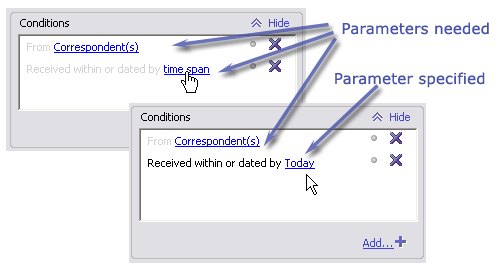 Conditions
Hide
From Correspondent(s)
Received within or dated by time span
Parameters needed
Parameter specified
Conditions
Hide
From Correspondent(s)
Received within or dated by Today
Add...